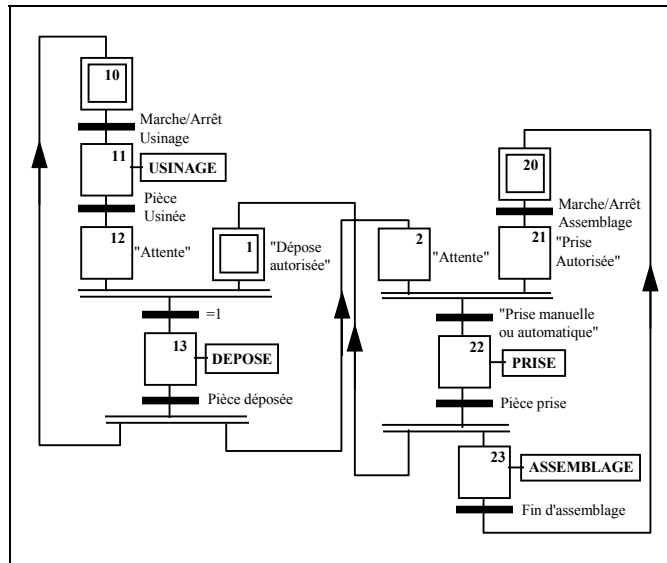 10
Marche/Arrêt
Usinage
11
USINAGE
Pièce
Usinée
12
"Attente"
1
"Dépose
autorisée"
=1
13
DEPOSE
Pièce déposée
2
"Attente"
20
Marche/Arrêt
Assemblage
21
"Prise
Autorisée"
"Prise manuelle
ou automatique"
22
PRISE
Pièce prise
23
ASSEMBLAGE
Fin d'assemblage